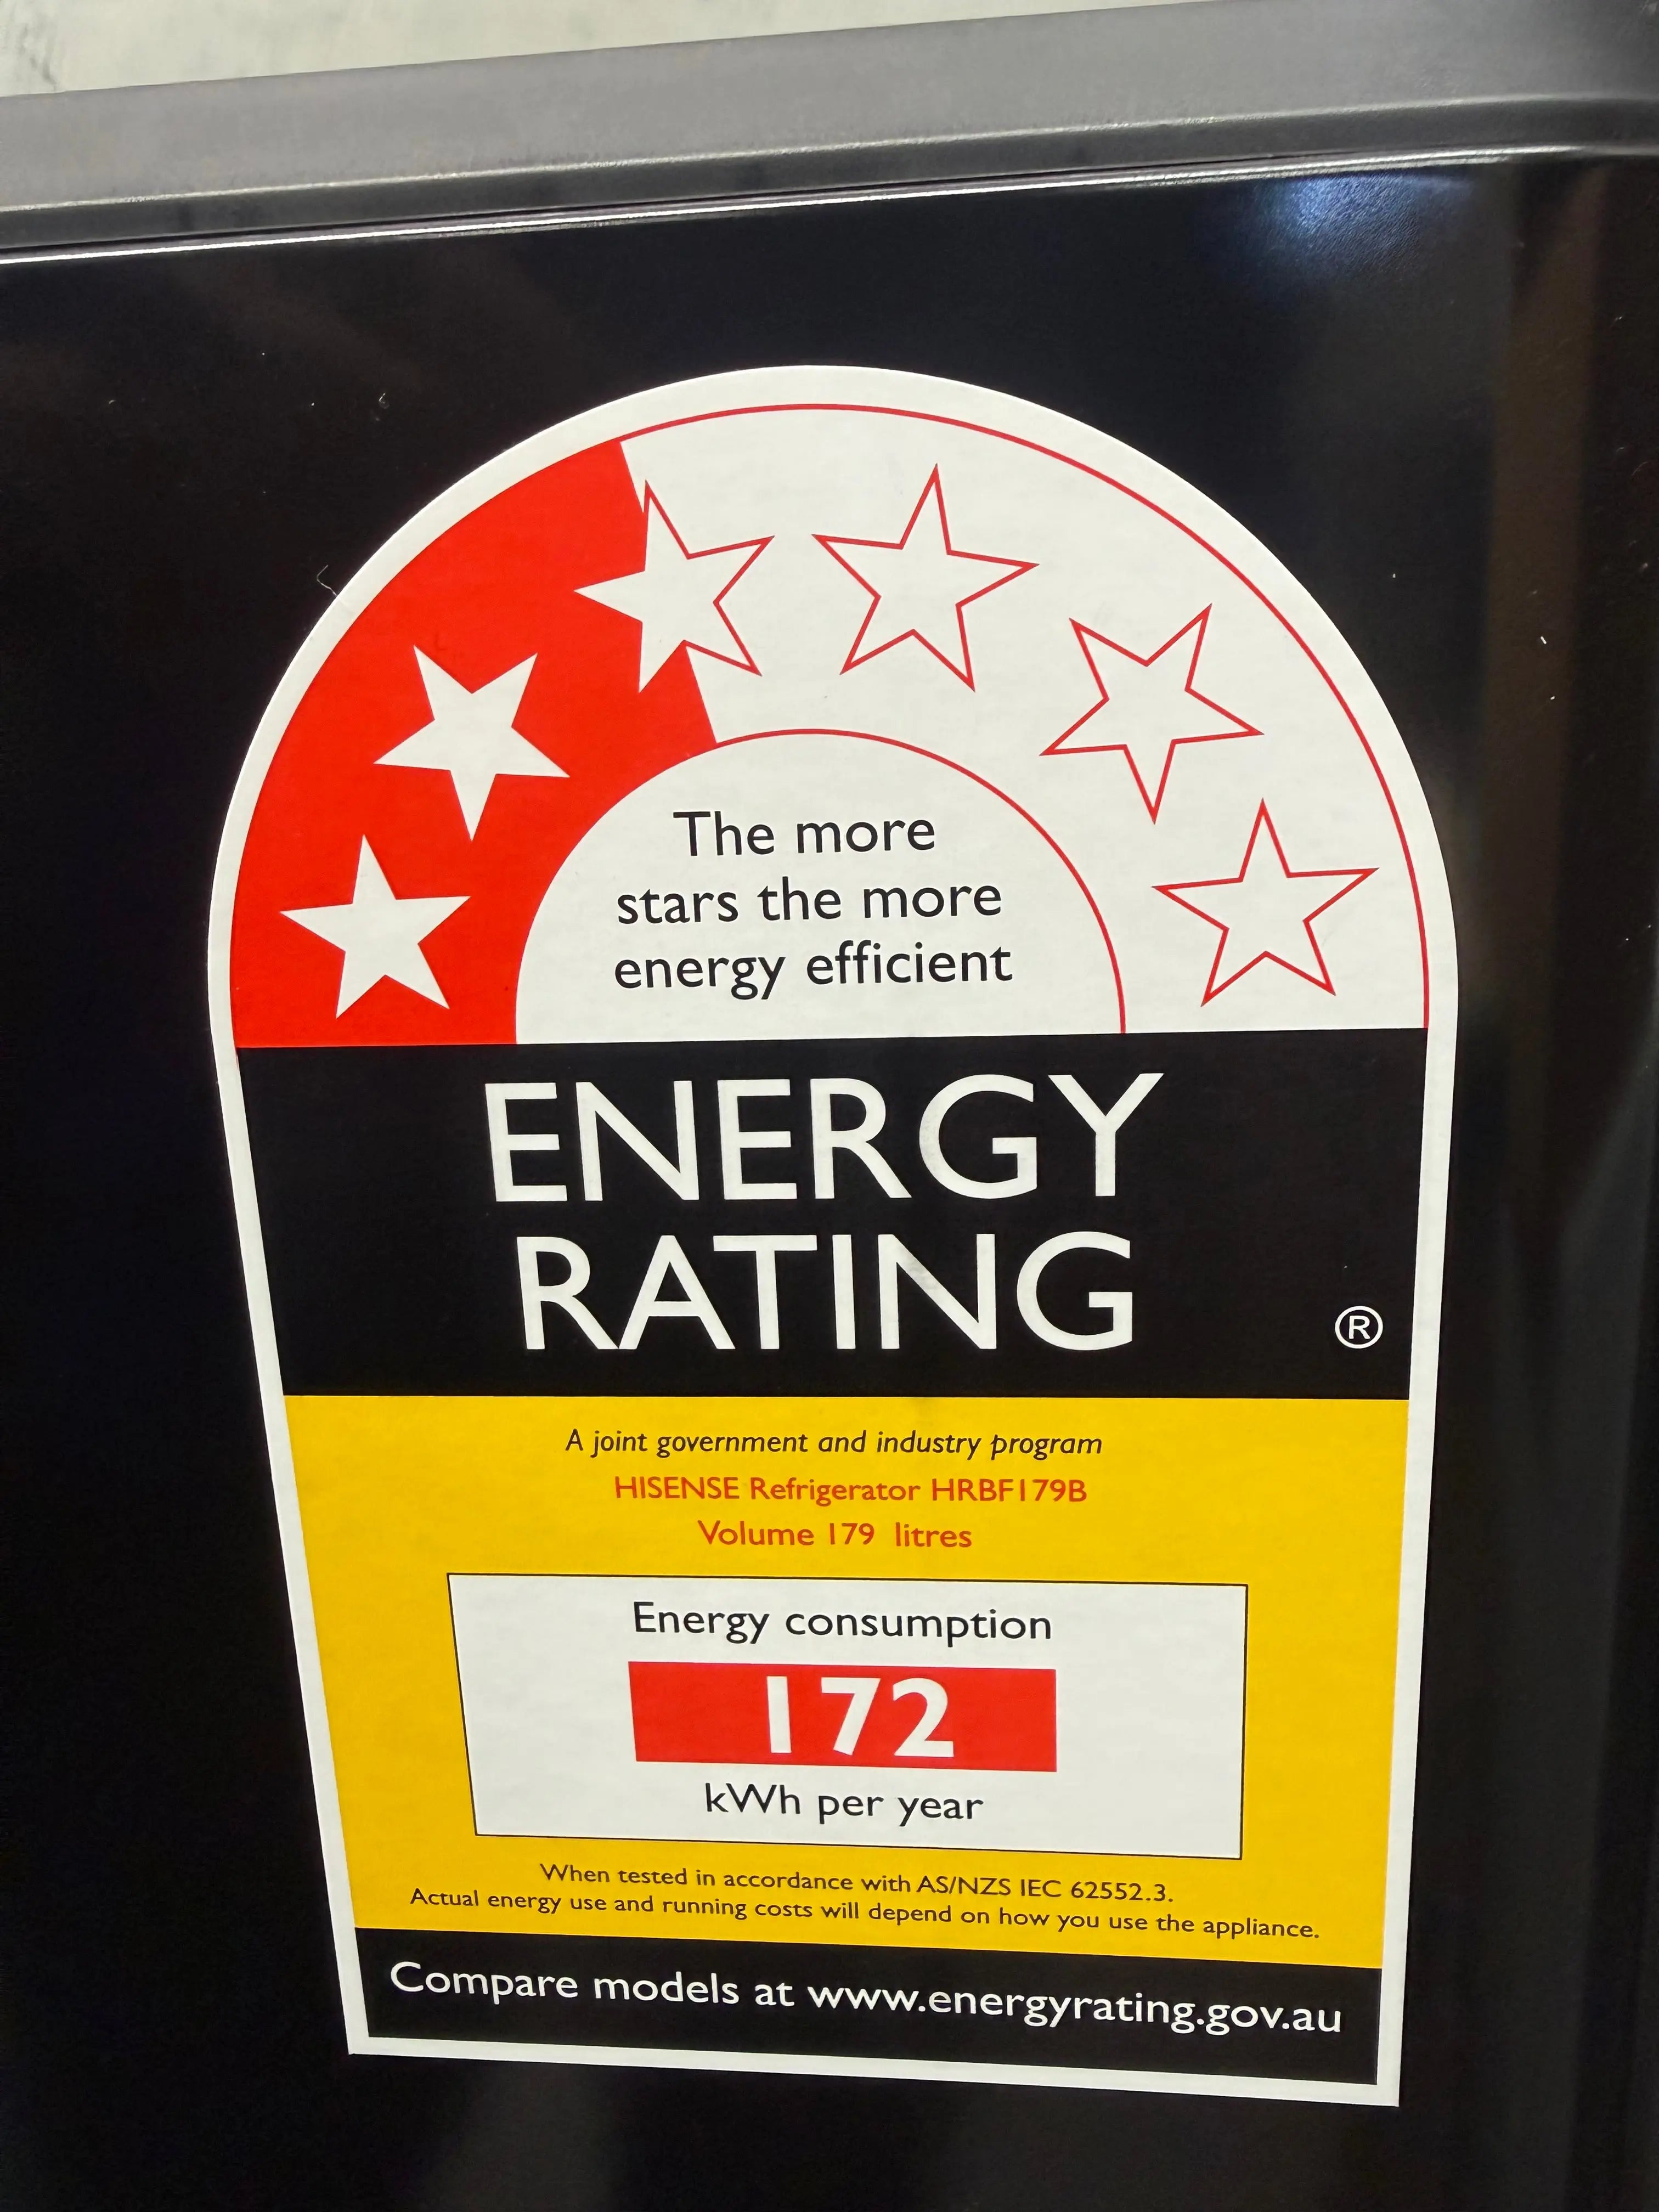 The more
stars the more
energy efficient
ENERGY
RATING
®
A joint government and industry program
HISENSE Refrigerator HRBF179B
Volume 179 litres
Energy consumption
172
kWh per year
When tested in accordance with AS/NZS IEC 62552.3.
Actual energy use and running costs will depend on how you use the appliance.
Compare models at www.energyrating.gov.au